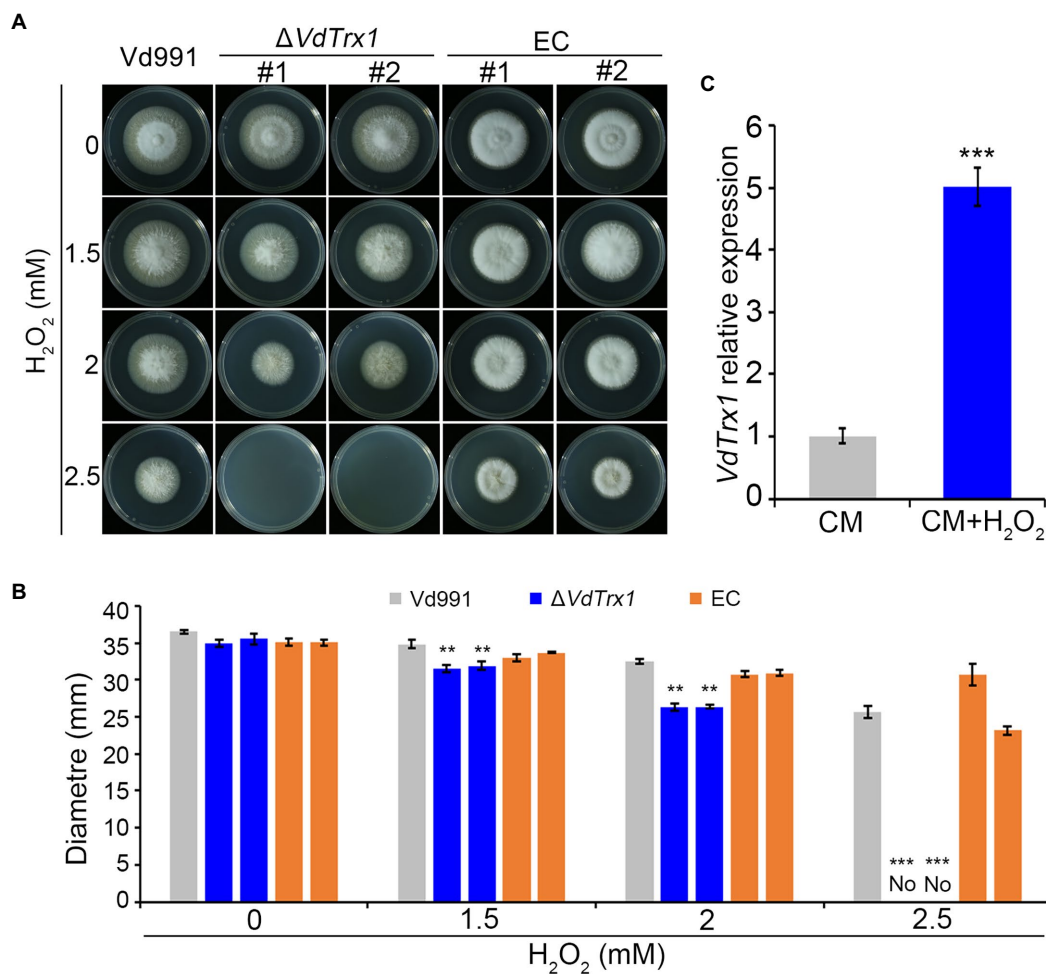 A
Vd991
ΔVdTrx1
EC
#1
#2
#1
#2
H₂O₂ (mM)
0
1.5
2
2.5
C
VdTrx1 relative expression
6
5
4
3
2
1
0
***
CM
CM+H₂O₂
B
Vd991
ΔVdTrx1
EC
Diametre (mm)
40
35
30
25
20
15
10
5
0
** **
** **
*** ***
No No
0
1.5
2
2.5
H₂O₂ (mM)